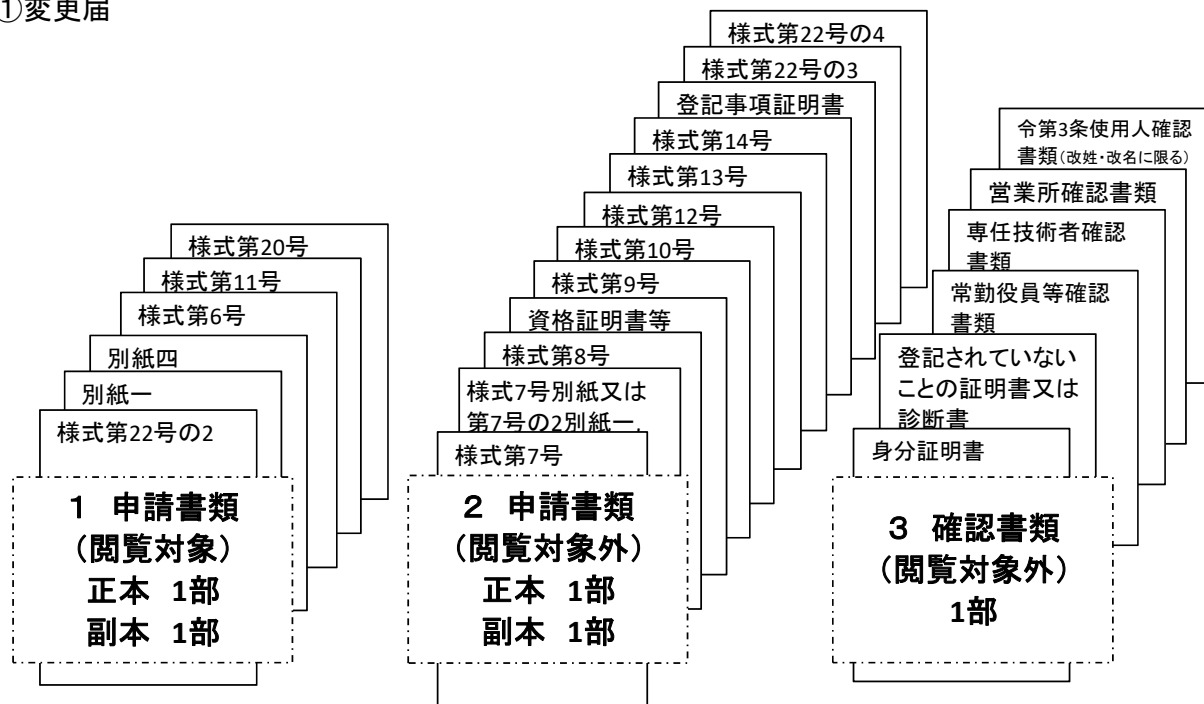 ①変更届
様式第20号
様式第11号
様式第6号
別紙四
別紙一
様式第22号の2
1 申請書類
(閲覧対象)
正本 1部
副本 1部
様式第22号の4
様式第22号の3
登記事項証明書
様式第14号
様式第13号
様式第12号
様式第10号
様式第9号
資格証明書等
様式第8号
様式7号別紙又は
第7号の2別紙一.
様式第7号
2 申請書類
(閲覧対象外)
正本 1部
副本 1部
令第3条使用人確認
書類(改姓・改名に限る)
営業所確認書類
専任技術者確認
書類
常勤役員等確認
書類
登記されていない
ことの証明書又は
診断書
身分証明書
3 確認書類
(閲覧対象外)
1部